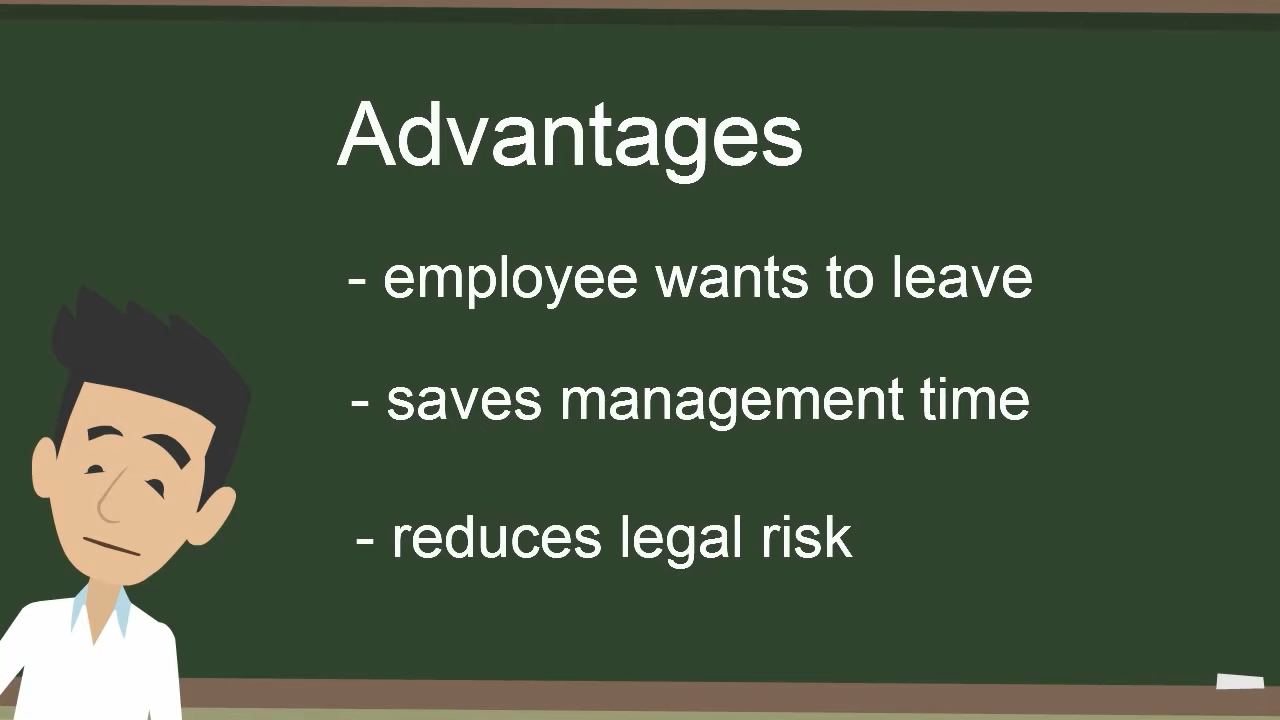 Advantages
- employee wants to leave
- saves management time
- reduces legal risk